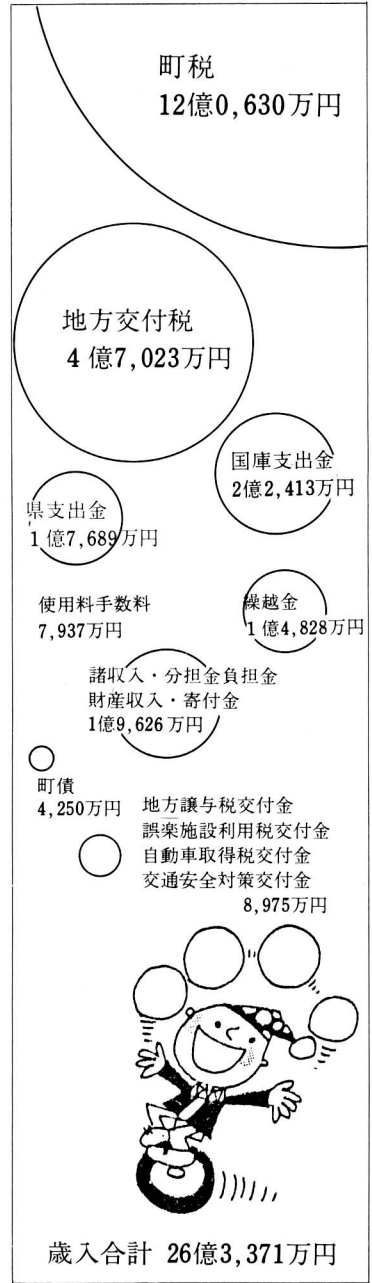 町税
12億0,630万円
地方交付税
4億7,023万円
国庫支出金
2億2,413万円
県支出金
1億7,689万円
使用料手数料
7,937万円
繰越金
1億4,828万円
諸収入・分担金負担金
財産収入・寄付金
1億9,626万円
町債
4,250万円
地方譲与税交付金
誤楽施設利用税交付金
自動車取得税交付金
交通安全対策交付金
8,975万円
歳入合計 26億3,371万円